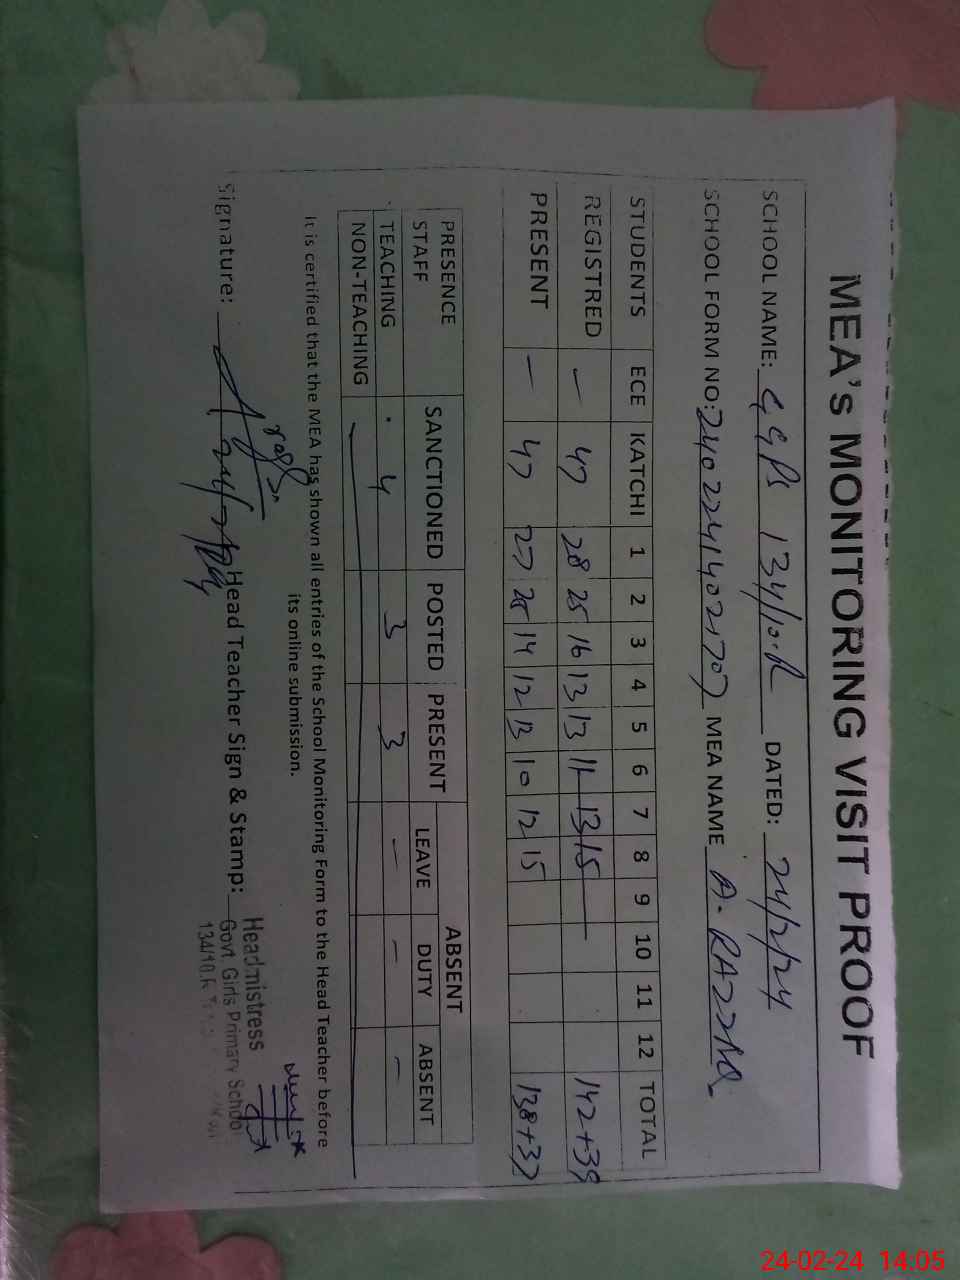 MEA's MONITORING VISIT PROOF
SCHOOL NAME: GGPS 134/10.R DATED: 24/2/24
SCHOOL FORM NO: MEA NAME A. RAZZAQ
STUDENTS ECE KATCHI 1 2 3 4 5 6 7 8 9 10 11 12 TOTAL
REGISTRED — 47 28 25 16 13 13 11 13 15 142+39
PRESENT — 47 27 25 14 12 13 10 12 15 138+37
PRESENCE SANCTIONED POSTED PRESENT ABSENT
STAFF LEAVE DUTY ABSENT
TEACHING 4 3 3 — — —
NON-TEACHING
It is certified that the MEA has shown all entries of the School Monitoring Form to the Head Teacher before
its online submission.
Signature: Head Teacher Sign & Stamp:
Headmistress
Govt. Girls Primary School
134/10.R
24-02-24 14:05